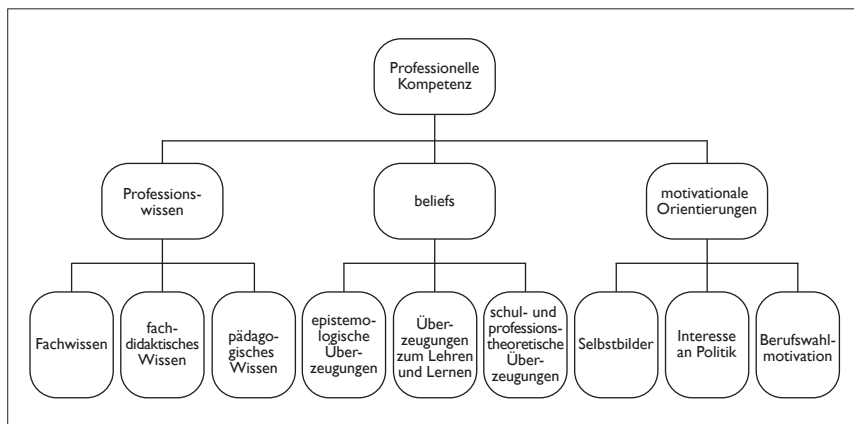 Professionelle
Kompetenz
Professions-
wissen
beliefs
motivationale
Orientierungen
Fachwissen
fach-
didaktisches
Wissen
pädago-
gisches
Wissen
epistemo-
logische
Über-
zeugungen
Über-
zeugungen
zum Lehren
und Lernen
schul- und
professions-
theoretische
Über-
zeugungen
Selbstbilder
Interesse
an Politik
Berufswahl-
motivation